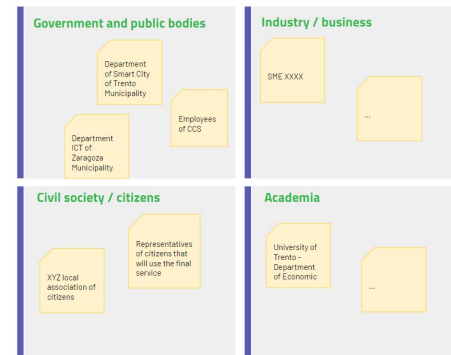 Government and public bodies
Department
of Smart City
of Trento
Municipality
Employees
of CCS
Department
ICT of
Zaragoza
Municipality
Industry / business
SME XXXX
...
Civil society / citizens
Representatives
of citizens that
will use the final
service
XYZ local
association of
citizens
Academia
University of
Trento -
Department
of Economic
...